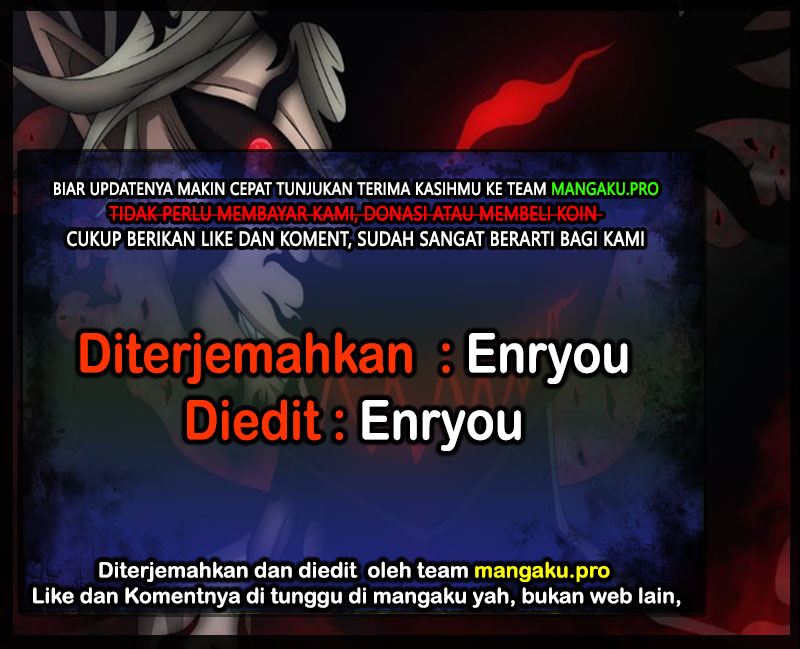 BIAR UPDATENYA MAKIN CEPAT TUNJUKAN TERIMA KASIHMU KE TEAM MANGAKU.PRO
TIDAK PERLU MEMBAYAR KAMI, DONASI ATAU MEMBELI KOIN
CUKUP BERIKAN LIKE DAN KOMENT, SUDAH SANGAT BERARTI BAGI KAMI
Diterjemahkan : Enryou
Diedit : Enryou
Diterjemahkan dan diedit oleh team mangaku.pro
Like dan Komentnya di tunggu di mangaku yah, bukan web lain,